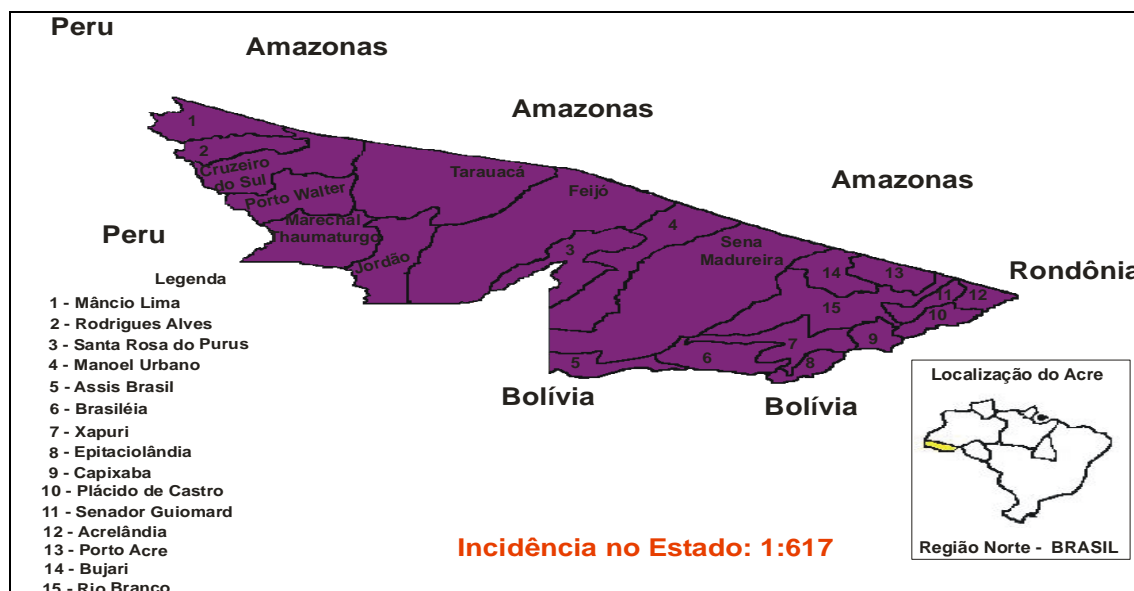 Peru
Amazonas
Amazonas
Amazonas
Rondônia
Peru
Bolívia
Bolívia
1
2
Cruzeiro
do Sul
Porto Walter
Marechal
Thaumaturgo
Jordão
Tarauacá
Feijó
3
4
Sena
Madureira
14
13
11
12
15
10
9
7
8
6
5
Legenda
1 - Mâncio Lima
2 - Rodrigues Alves
3 - Santa Rosa do Purus
4 - Manoel Urbano
5 - Assis Brasil
6 - Brasiléia
7 - Xapuri
8 - Epitaciolândia
9 - Capixaba
10 - Plácido de Castro
11 - Senador Guiomard
12 - Acrelândia
13 - Porto Acre
14 - Bujari
15 - Rio Branco
Incidência no Estado: 1:617
Localização do Acre
Região Norte - BRASIL